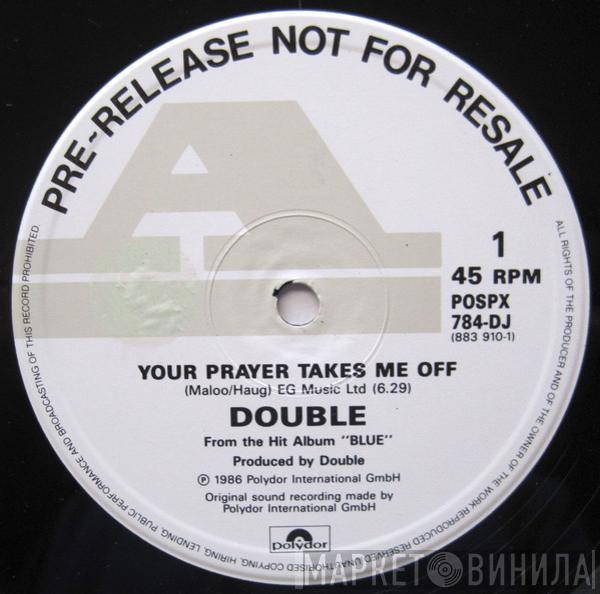 PRE-RELEASE NOT FOR RESALE
A
1
45 RPM
POSPX
784-DJ
(883 910-1)
YOUR PRAYER TAKES ME OFF
(Maloo/Haug) EG Music Ltd (6.29)
DOUBLE
From the Hit Album "BLUE"
Produced by Double
℗ 1986 Polydor International GmbH
Original sound recording made by
Polydor International GmbH
polydor
ALL RIGHTS OF THE PRODUCER AND OF THE OWNER OF THE WORK REPRODUCED RESERVED. UNAUTHORISED COPYING, HIRING, LENDING, PUBLIC PERFORMANCE AND BROADCASTING OF THIS RECORD PROHIBITED.
МАРКЕТ ВИНИЛА